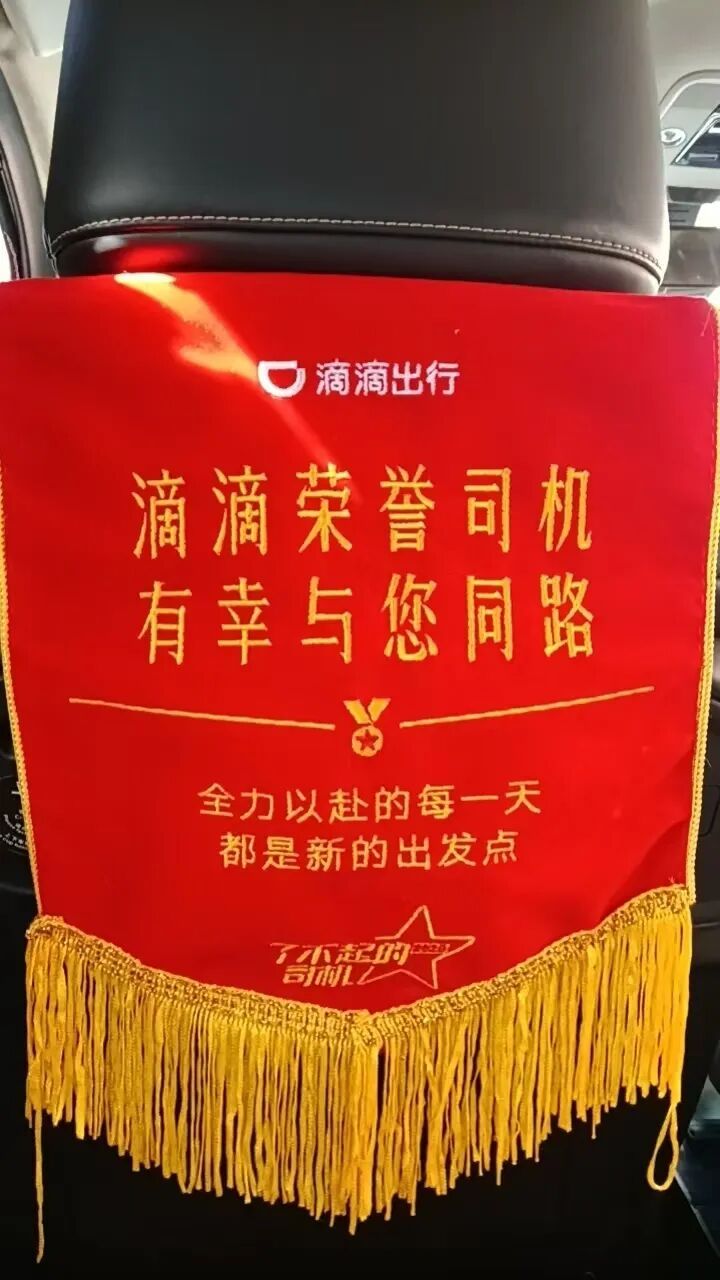 滴滴出行
滴滴荣誉司机
有幸与您同路
全力以赴的每一天
都是新的出发点
了不起的
司机